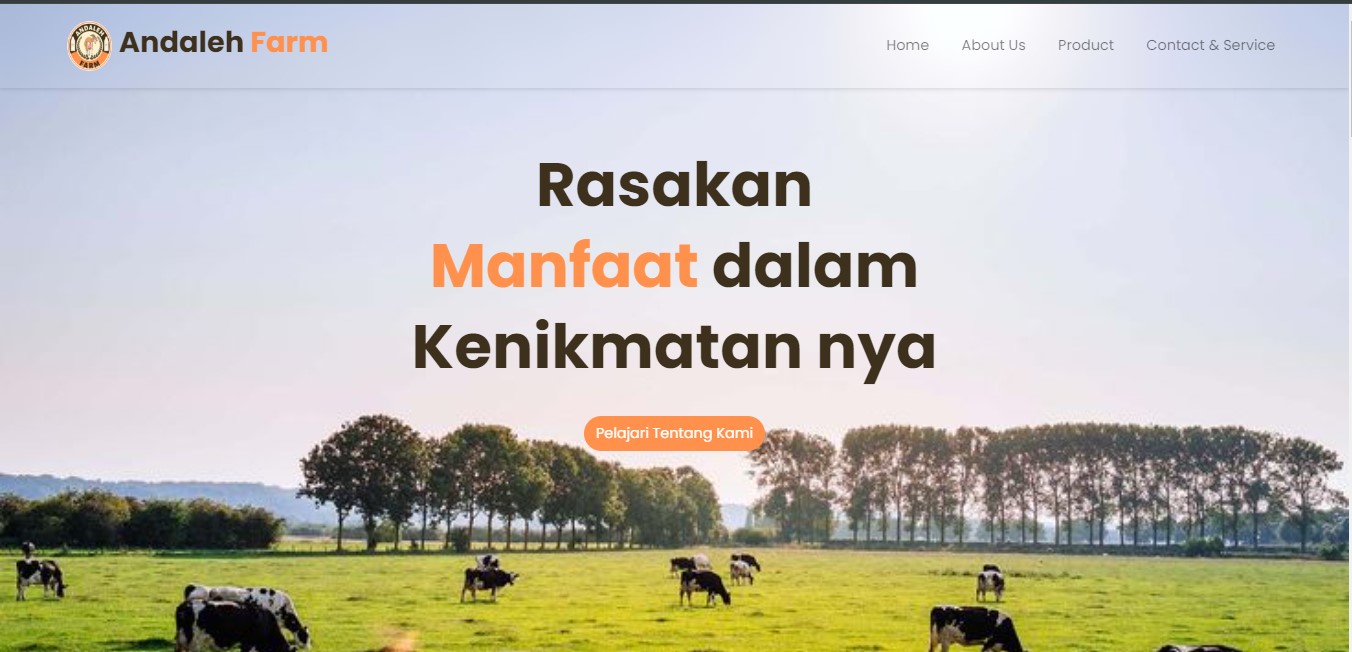 ANDALEH
FARM
Andaleh Farm
Home About Us Product Contact & Service
Rasakan
Manfaat dalam
Kenikmatan nya
Pelajari Tentang Kami